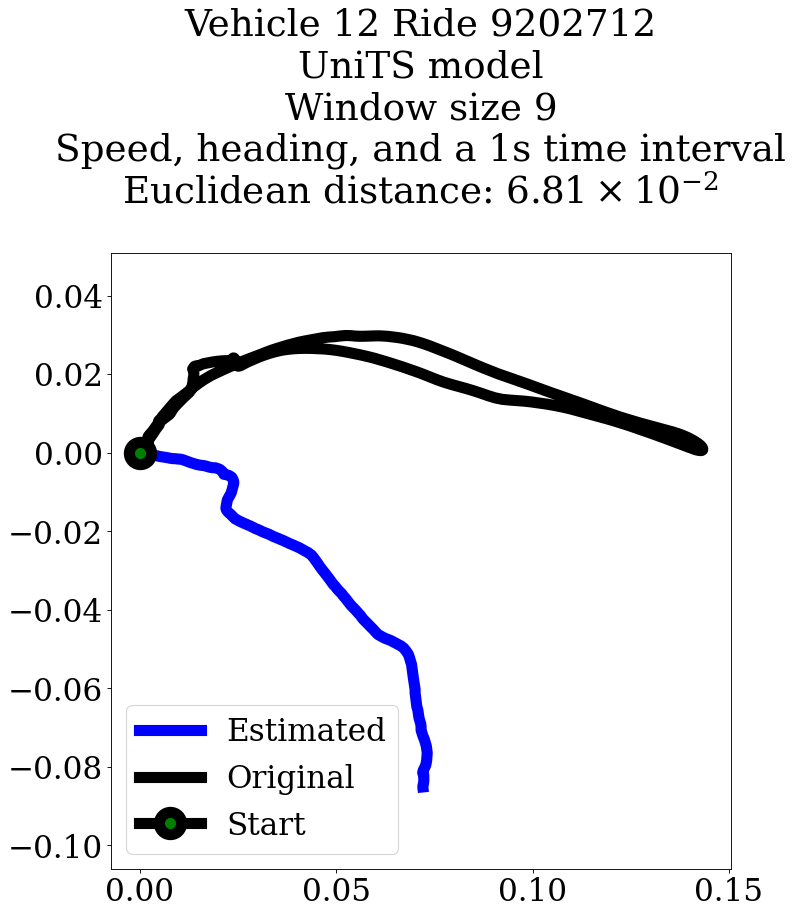 Vehicle 12 Ride 9202712
UniTS model
Window size 9
Speed, heading, and a 1s time interval
Euclidean distance: 6.81 × 10⁻²
0.04
0.02
0.00
−0.02
−0.04
−0.06
−0.08
−0.10
Estimated
Original
Start
0.00 0.05 0.10 0.15